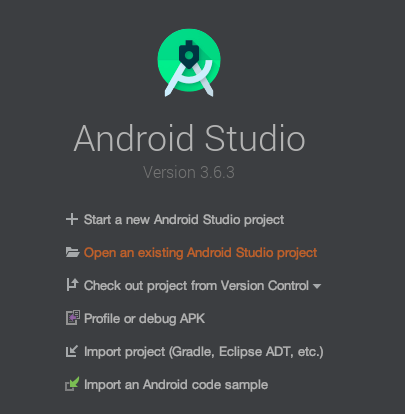 Android Studio
Version 3.6.3
Start a new Android Studio project
Open an existing Android Studio project
Check out project from Version Control
Profile or debug APK
Import project (Gradle, Eclipse ADT, etc.)
Import an Android code sample